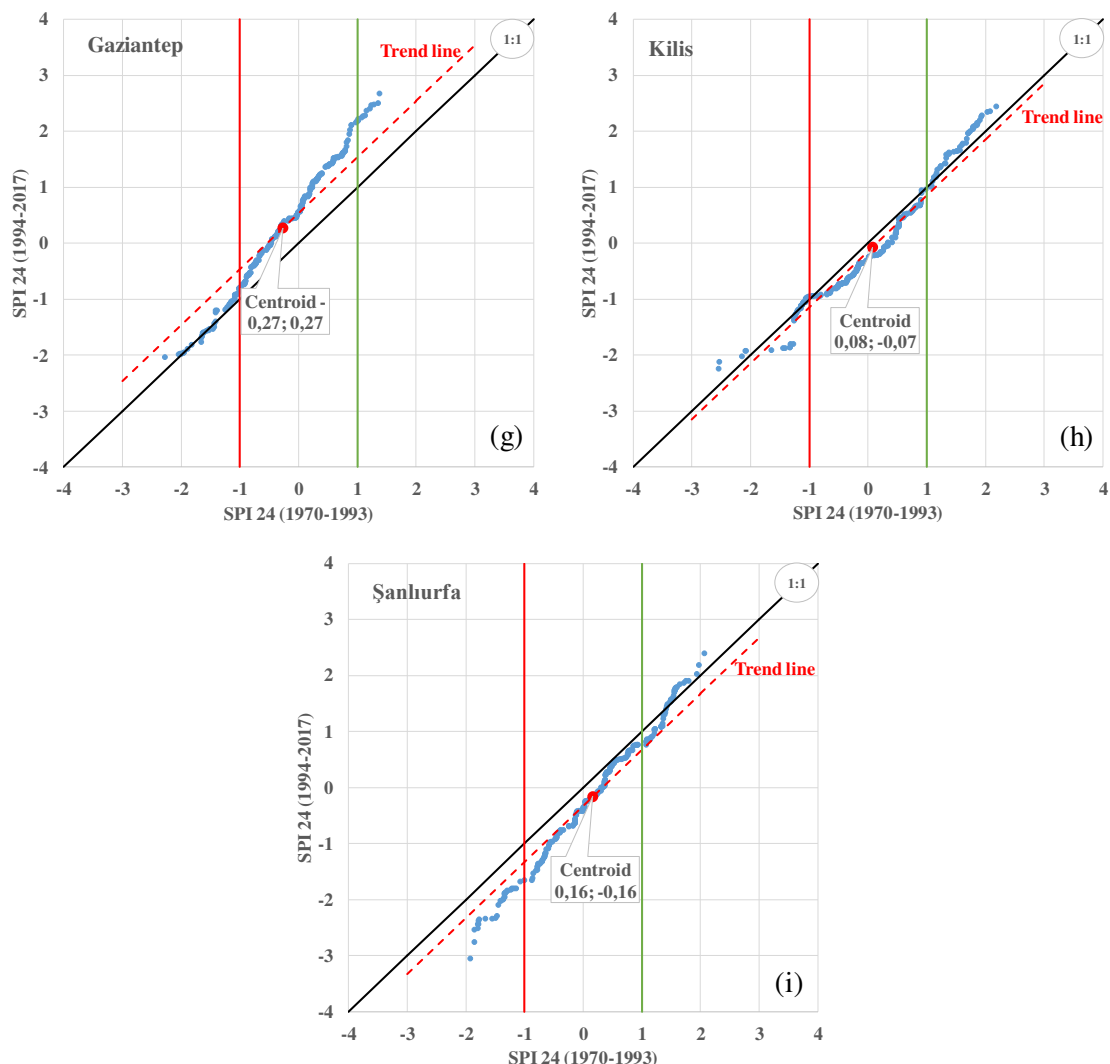 Gaziantep
Trend line
1:1
4
3
2
1
0
-1
-2
-3
-4
SPI 24 (1994-2017)
Centroid -
0,27; 0,27
(g)
-4 -3 -2 -1 0 1 2 3 4
SPI 24 (1970-1993)
Kilis
1:1
Trend line
4
3
2
1
0
-1
-2
-3
-4
SPI 24 (1994-2017)
Centroid
0,08; -0,07
(h)
-4 -3 -2 -1 0 1 2 3 4
SPI 24 (1970-1993)
Şanlıurfa
1:1
Trend line
4
3
2
1
0
-1
-2
-3
-4
SPI 24 (1994-2017)
Centroid
0,16; -0,16
(i)
-4 -3 -2 -1 0 1 2 3 4
SPI 24 (1970-1993)